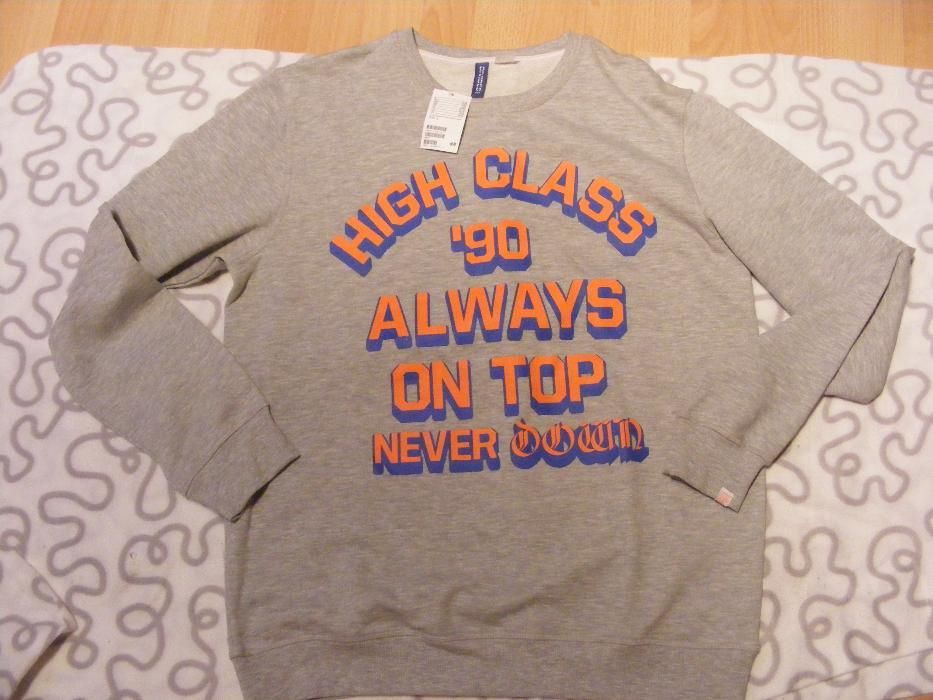 HIGH CLASS
'90
ALWAYS
ON TOP
NEVER DOWN